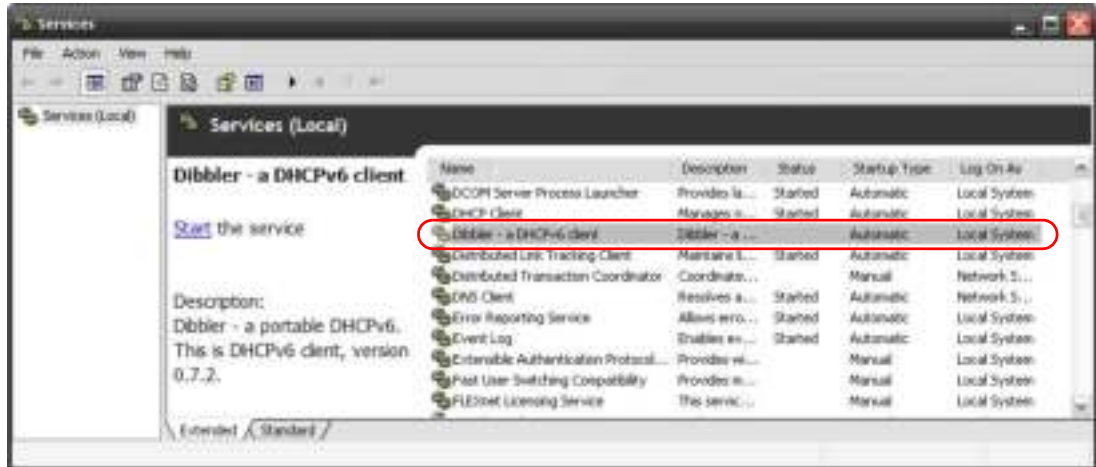 Services
File Action View Help
Services (Local)
Services (Local)
Dibbler - a DHCPv6 client
Start the service
Description:
Dibbler - a portable DHCPv6.
This is DHCPv6 client, version
0.7.2.
Name Description Status Startup Type Log On As
DCOM Server Process Launcher Provides la... Started Automatic Local System
DHCP Client Manages n... Started Automatic Local System
Dibbler - a DHCPv6 client Dibbler - a ... Automatic Local System
Distributed Link Tracking Client Maintains l... Started Automatic Local System
Distributed Transaction Coordinator Coordinate... Manual Network S...
DNS Client Resolves a... Started Automatic Network S...
Error Reporting Service Allows erro... Started Automatic Local System
Event Log Enables ev... Started Automatic Local System
Extensible Authentication Protocol... Provides wi... Manual Local System
Fast User Switching Compatibility Provides m... Manual Local System
FLEXnet Licensing Service This servic... Manual Local System
Extended Standard